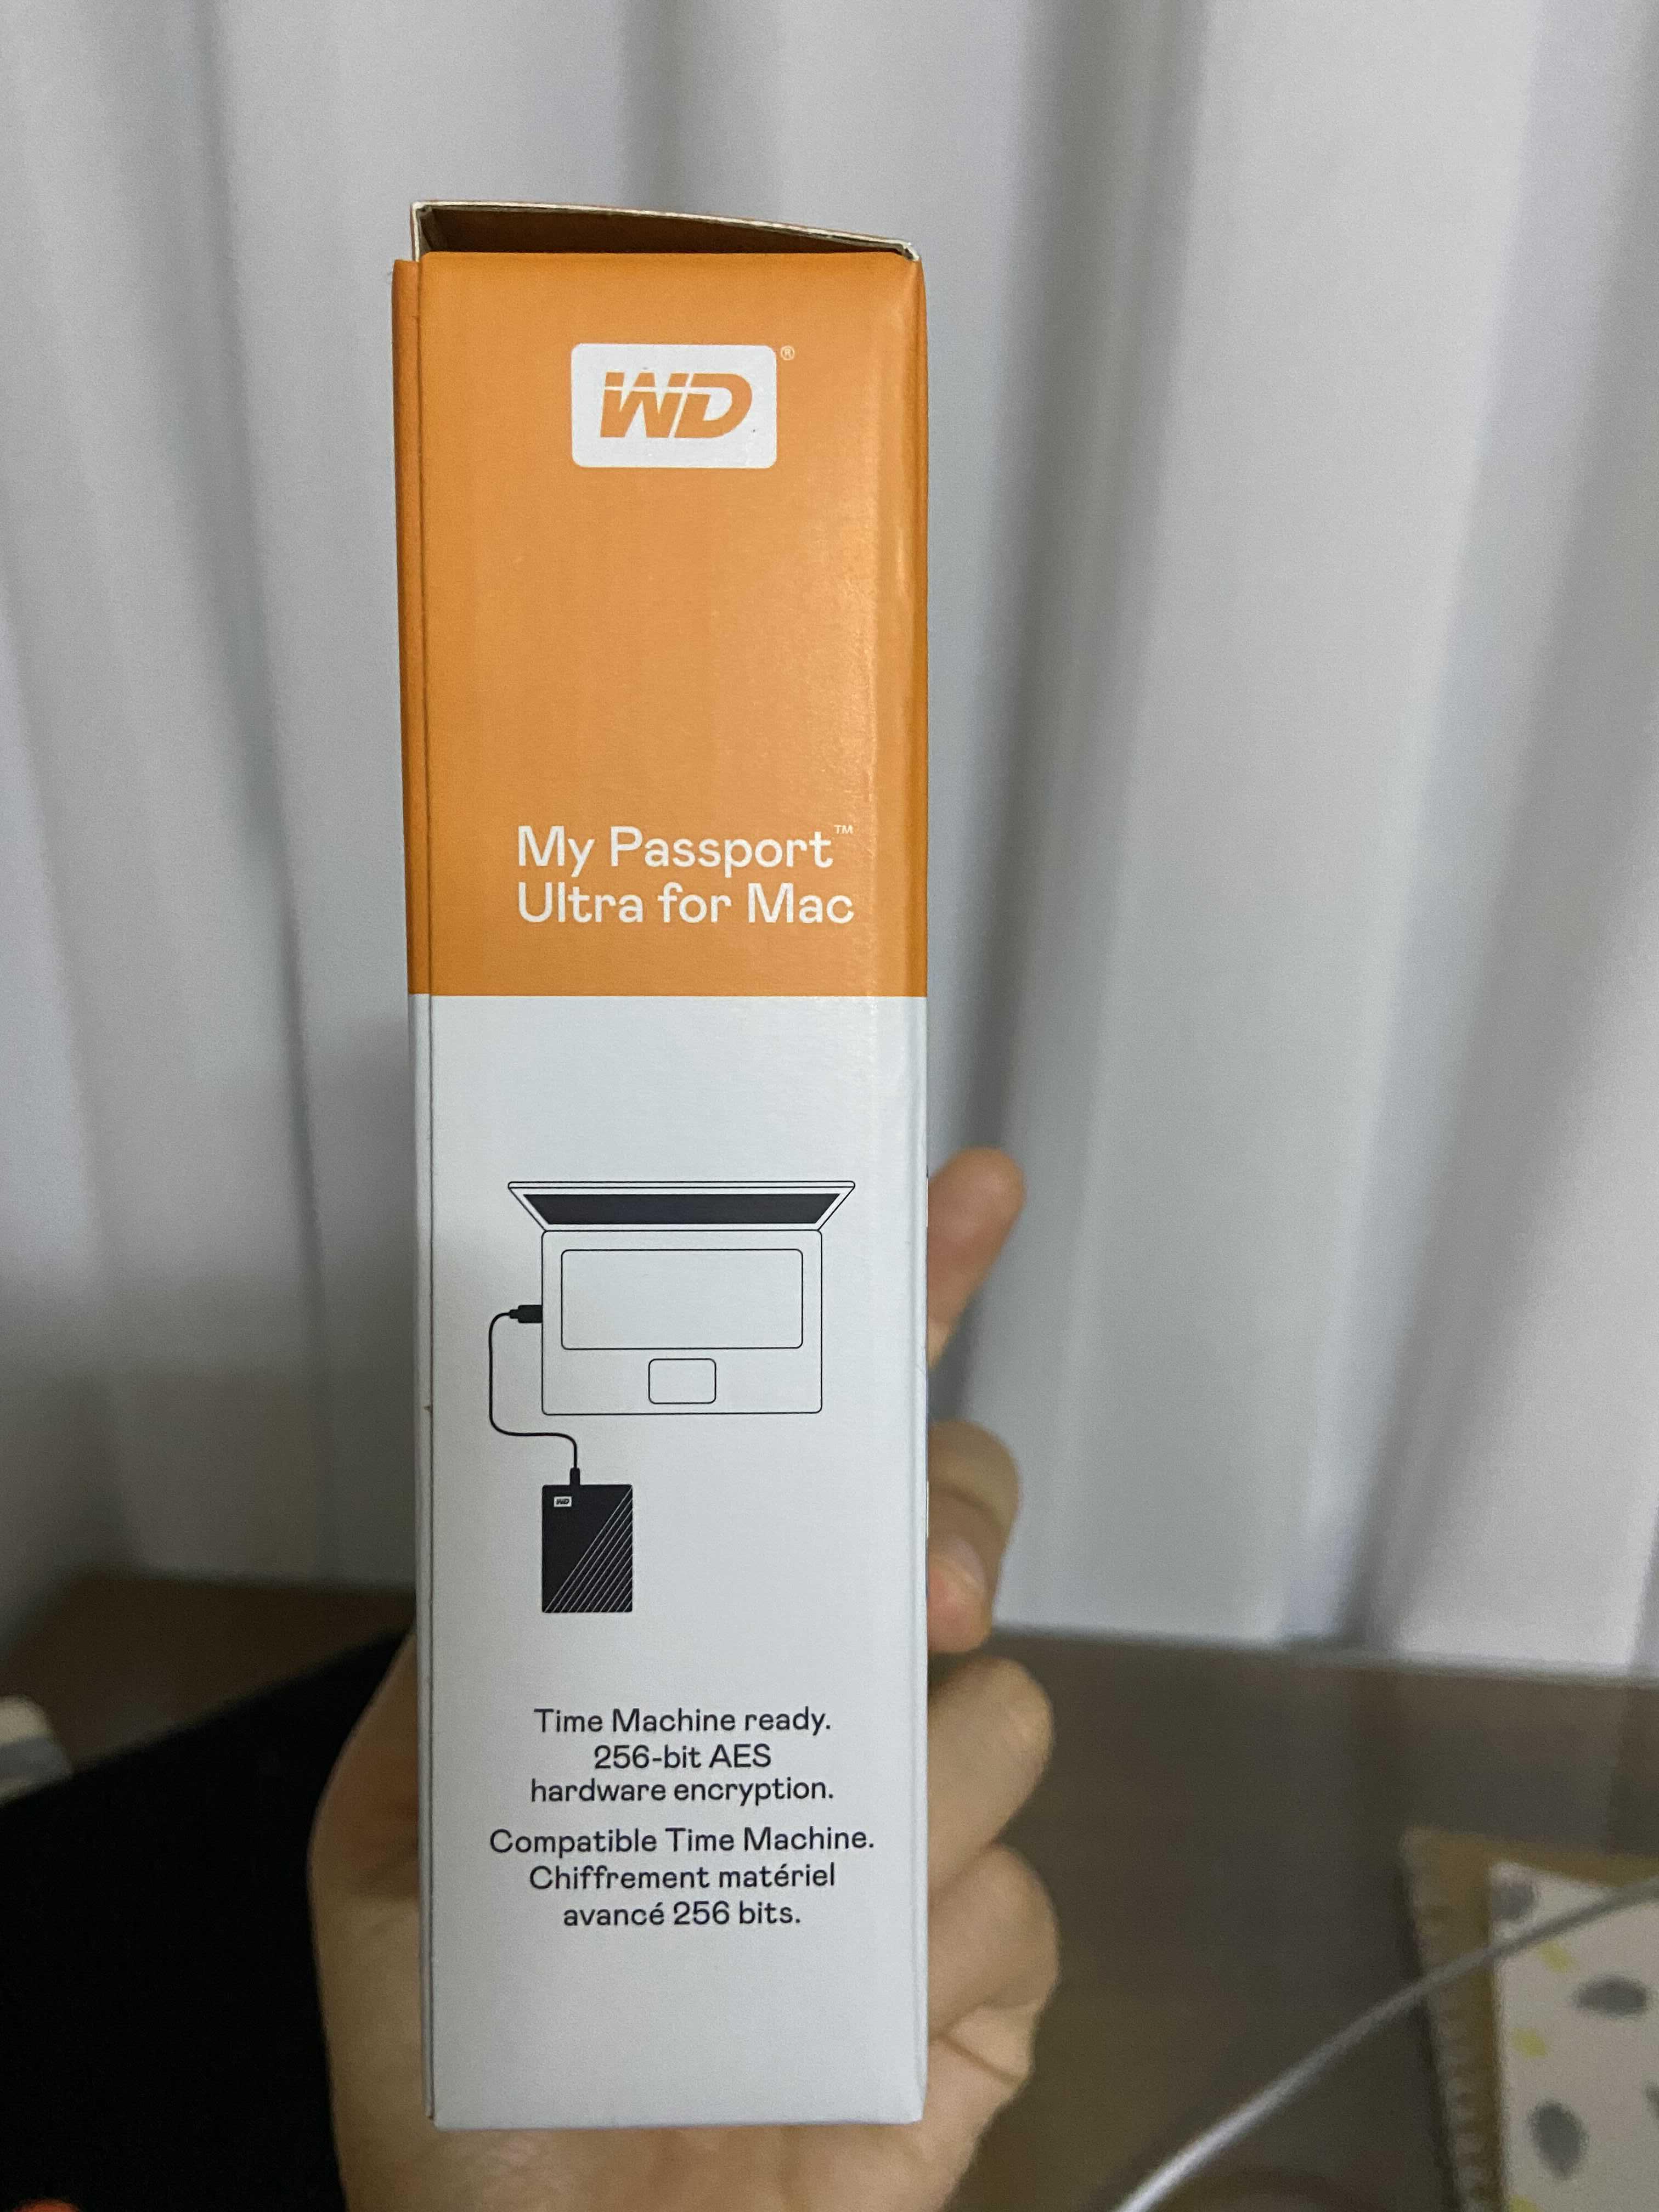 WD®
My Passport™
Ultra for Mac
WD
Time Machine ready.
256-bit AES
hardware encryption.
Compatible Time Machine.
Chiffrement matériel
avancé 256 bits.